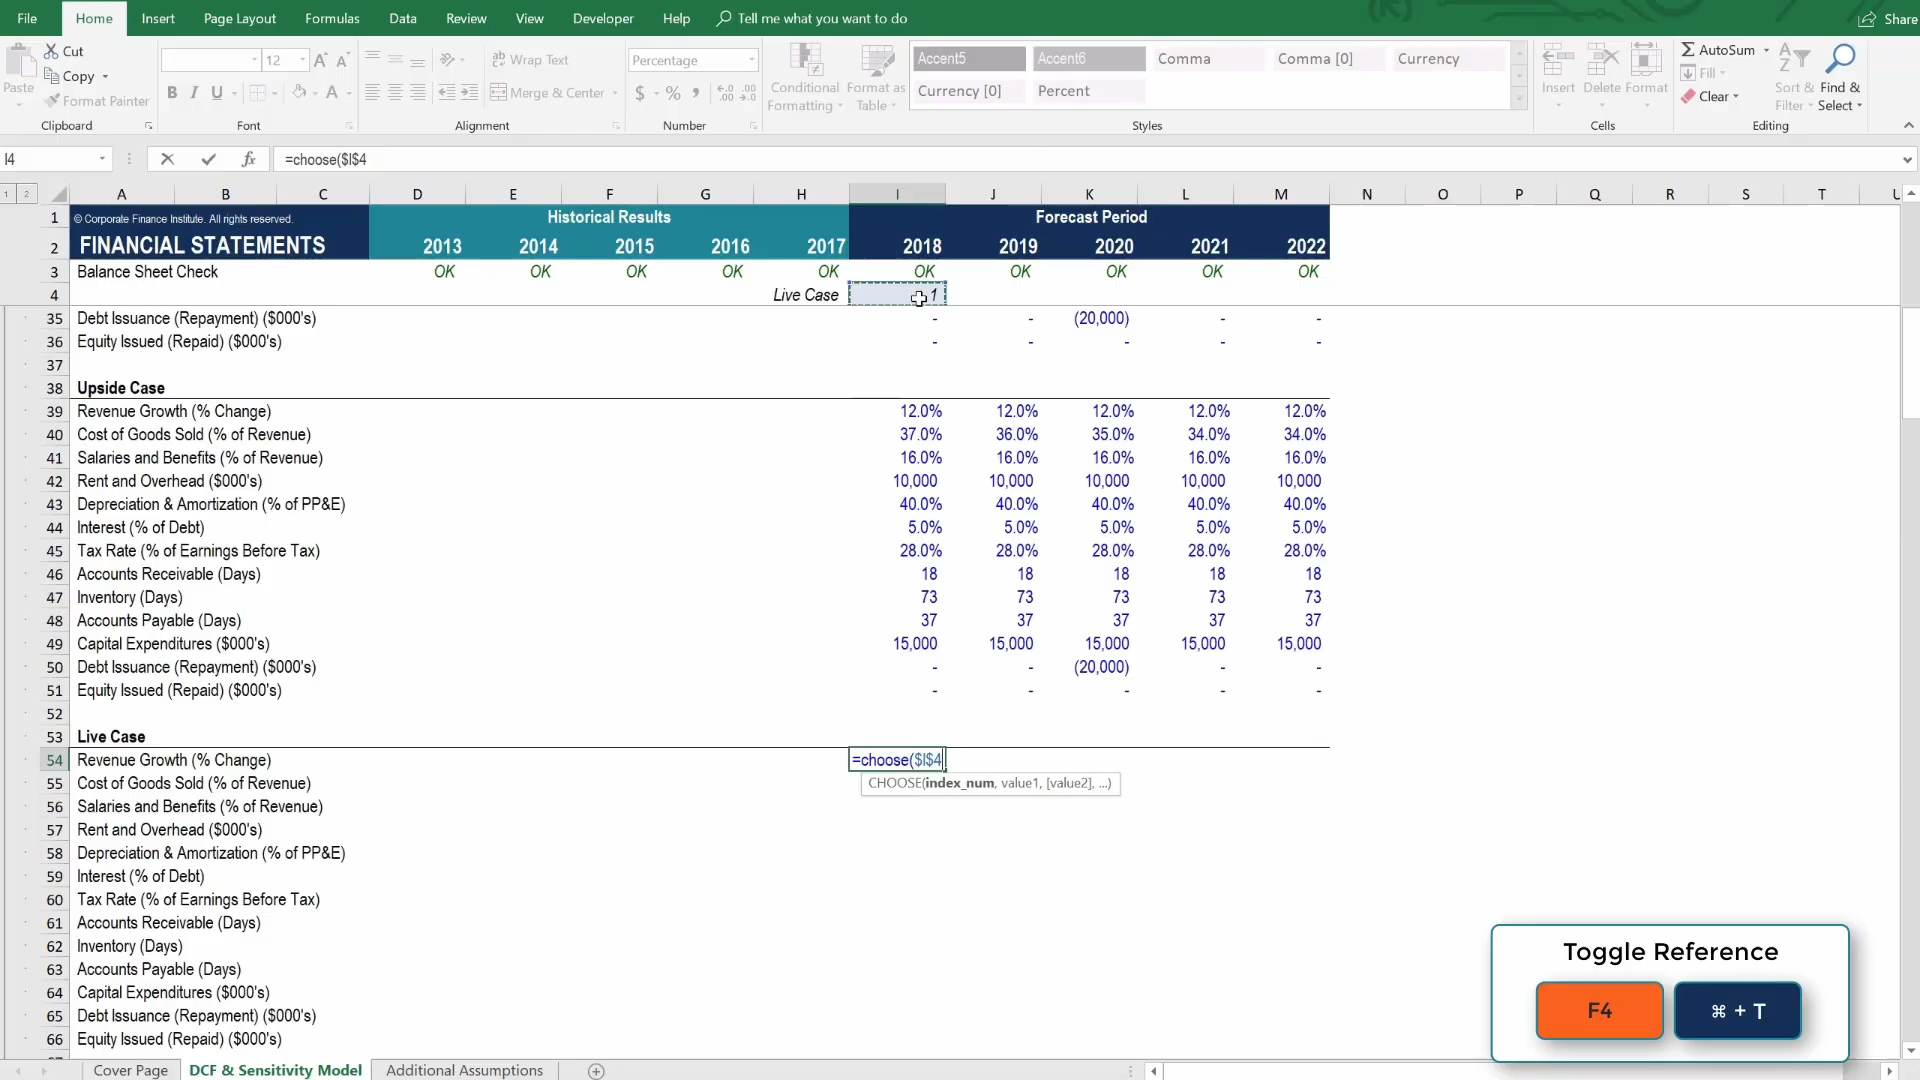 File Home Insert Page Layout Formulas Data Review View Developer Help Tell me what you want to do Share
Paste Cut Copy Format Painter Clipboard
12 A A B I U A Font
Wrap Text Merge & Center Alignment
Percentage $ % , Number
Conditional Formatting Format as Table
Accent5 Accent6 Comma Comma [0] Currency
Currency [0] Percent
Styles
Insert Delete Format Cells
AutoSum Fill Clear Sort & Filter Find & Select Editing
I4 fx =choose($I$4
1 2 A B C D E F G H I J K L M N O P Q R S T U
1 © Corporate Finance Institute. All rights reserved. Historical Results Forecast Period
2 FINANCIAL STATEMENTS 2013 2014 2015 2016 2017 2018 2019 2020 2021 2022
3 Balance Sheet Check OK OK OK OK OK OK OK OK OK OK
4 Live Case 1
35 Debt Issuance (Repayment) ($000's) - - (20,000) - -
36 Equity Issued (Repaid) ($000's) - - - - -
37
38 Upside Case
39 Revenue Growth (% Change) 12.0% 12.0% 12.0% 12.0% 12.0%
40 Cost of Goods Sold (% of Revenue) 37.0% 36.0% 35.0% 34.0% 34.0%
41 Salaries and Benefits (% of Revenue) 16.0% 16.0% 16.0% 16.0% 16.0%
42 Rent and Overhead ($000's) 10,000 10,000 10,000 10,000 10,000
43 Depreciation & Amortization (% of PP&E) 40.0% 40.0% 40.0% 40.0% 40.0%
44 Interest (% of Debt) 5.0% 5.0% 5.0% 5.0% 5.0%
45 Tax Rate (% of Earnings Before Tax) 28.0% 28.0% 28.0% 28.0% 28.0%
46 Accounts Receivable (Days) 18 18 18 18 18
47 Inventory (Days) 73 73 73 73 73
48 Accounts Payable (Days) 37 37 37 37 37
49 Capital Expenditures ($000's) 15,000 15,000 15,000 15,000 15,000
50 Debt Issuance (Repayment) ($000's) - - (20,000) - -
51 Equity Issued (Repaid) ($000's) - - - - -
52
53 Live Case
54 Revenue Growth (% Change) =choose($I$4
55 Cost of Goods Sold (% of Revenue) CHOOSE(index_num, value1, [value2], ...)
56 Salaries and Benefits (% of Revenue)
57 Rent and Overhead ($000's)
58 Depreciation & Amortization (% of PP&E)
59 Interest (% of Debt)
60 Tax Rate (% of Earnings Before Tax)
61 Accounts Receivable (Days)
62 Inventory (Days)
63 Accounts Payable (Days)
64 Capital Expenditures ($000's)
65 Debt Issuance (Repayment) ($000's)
66 Equity Issued (Repaid) ($000's)
Toggle Reference
F4 ⌘ + T
Cover Page DCF & Sensitivity Model Additional Assumptions